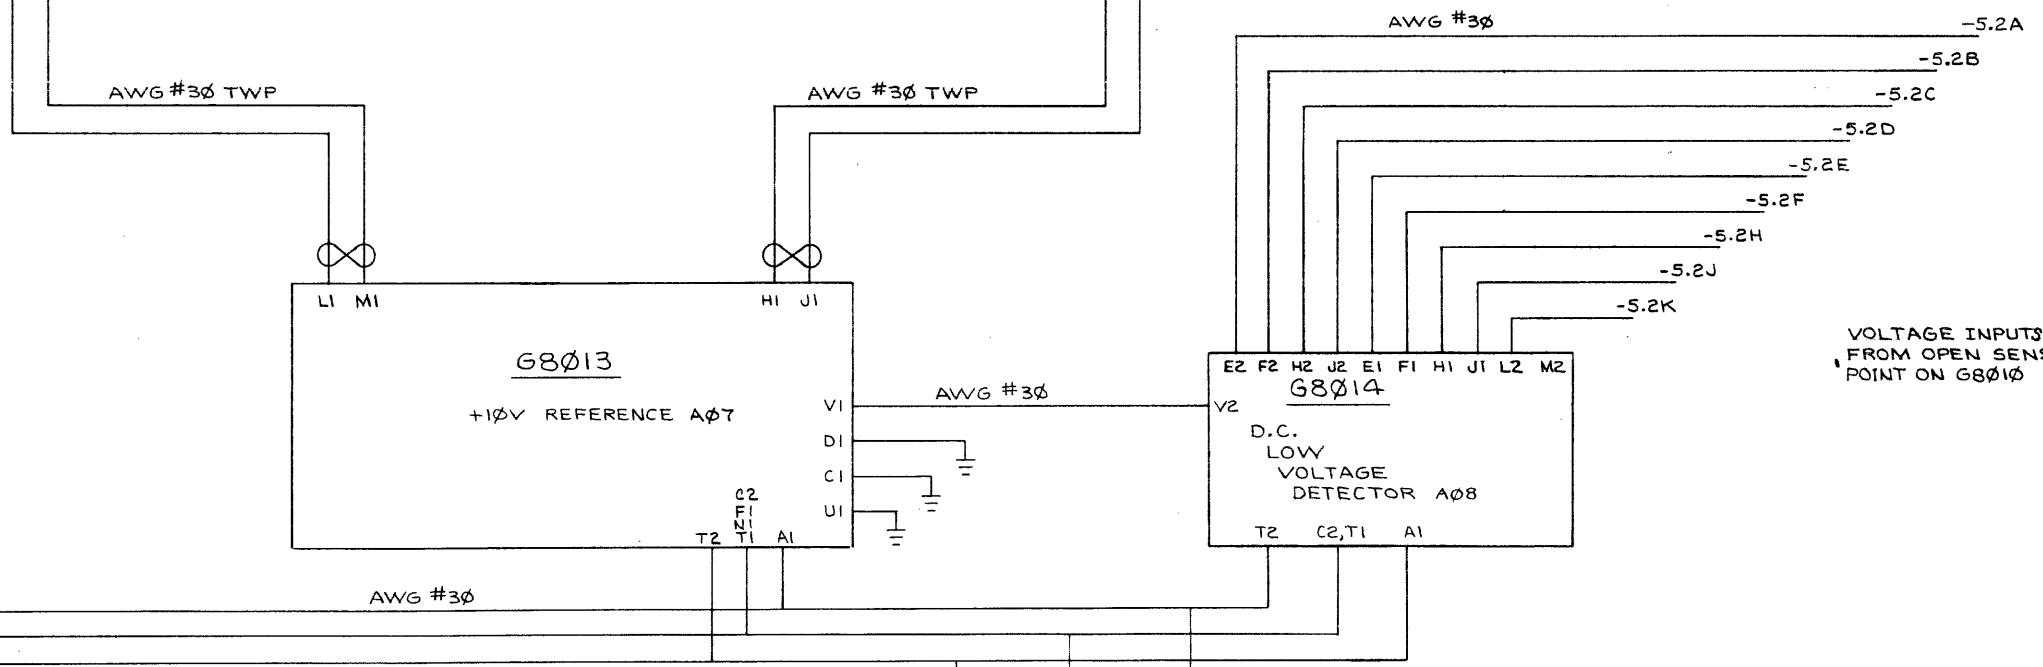 AWG #3Ø
-5.2A
-5.2B
AWG #3Ø TWP
AWG #3Ø TWP
-5.2C
-5.2D
-5.2E
-5.2F
-5.2H
-5.2J
-5.2K
L1 M1
H1 J1
VOLTAGE INPUTS
FROM OPEN SENS
POINT ON G8Ø1Ø
G8Ø13
+1ØV REFERENCE AØ7
E2 F2 H2 J2 E1 F1 H1 J1 L2 M2
G8Ø14
V1
AWG #3Ø
V2
D1
D.C.
LOW
VOLTAGE
DETECTOR AØ8
C1
U1
C2
F1
N1
T2 T1 A1
T2 C2,T1 A1
AWG #3Ø